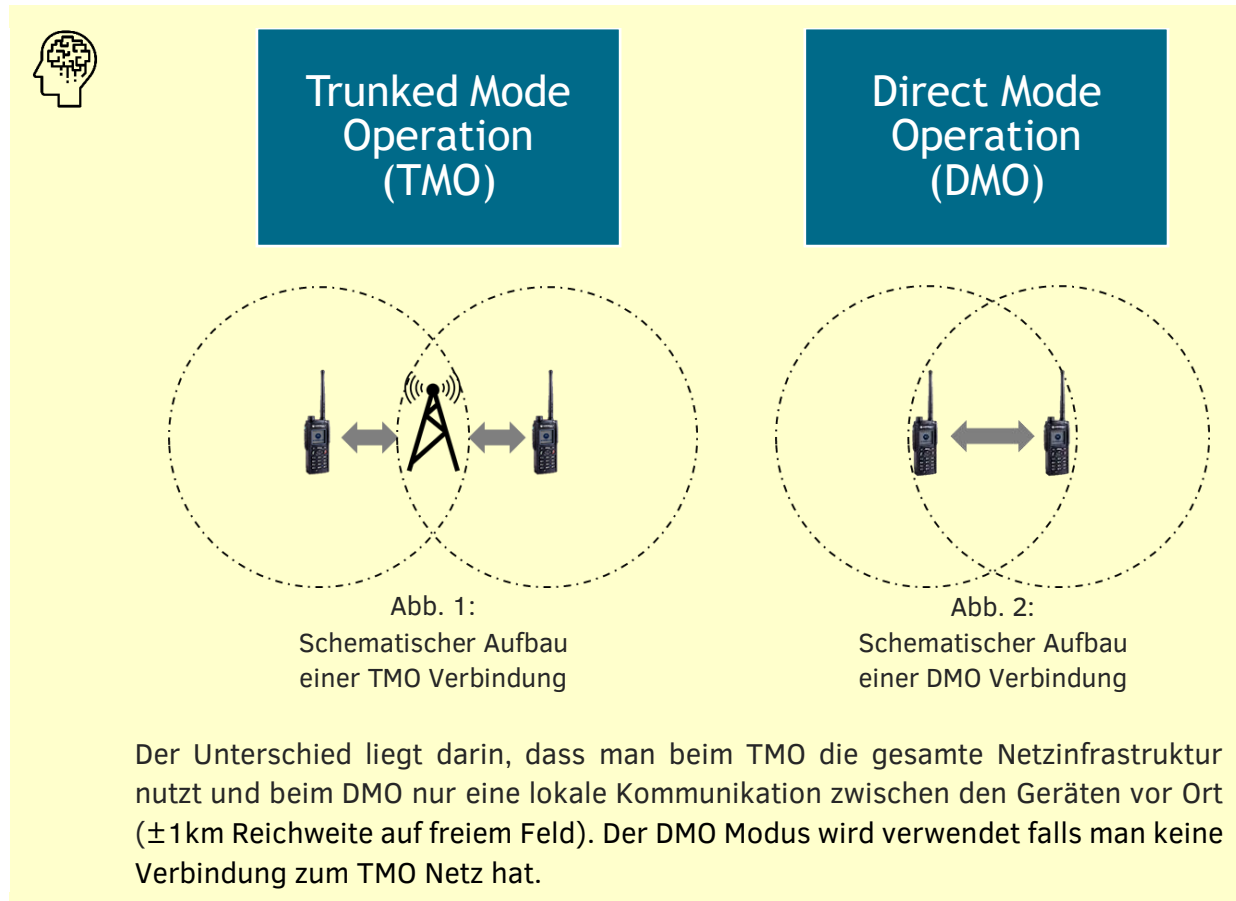 Trunked Mode
Operation
(TMO)
Direct Mode
Operation
(DMO)
Abb. 1:
Schematischer Aufbau
einer TMO Verbindung
Abb. 2:
Schematischer Aufbau
einer DMO Verbindung
Der Unterschied liegt darin, dass man beim TMO die gesamte Netzinfrastruktur
nutzt und beim DMO nur eine lokale Kommunikation zwischen den Geräten vor Ort
(±1km Reichweite auf freiem Feld). Der DMO Modus wird verwendet falls man keine
Verbindung zum TMO Netz hat.